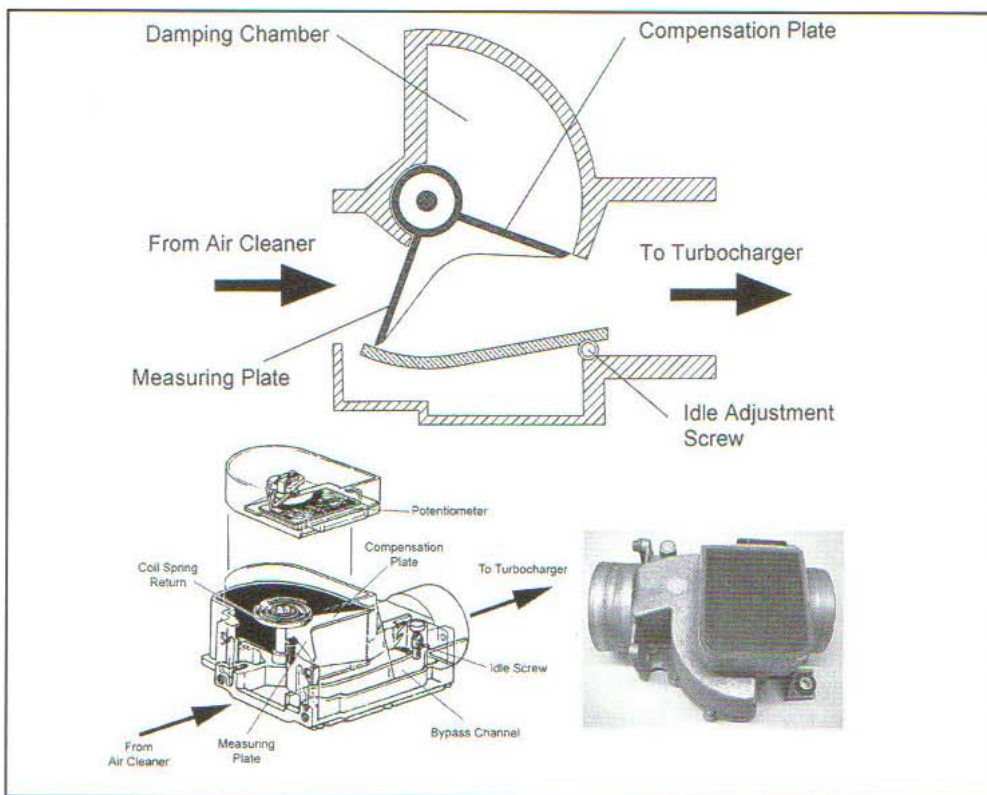 Damping Chamber
Compensation Plate
From Air Cleaner
To Turbocharger
Measuring Plate
Idle Adjustment
Screw
Potentiometer
Coil Spring
Return
Compensation
Plate
To Turbocharger
Idle Screw
Bypass Channel
Measuring
Plate
From
Air Cleaner